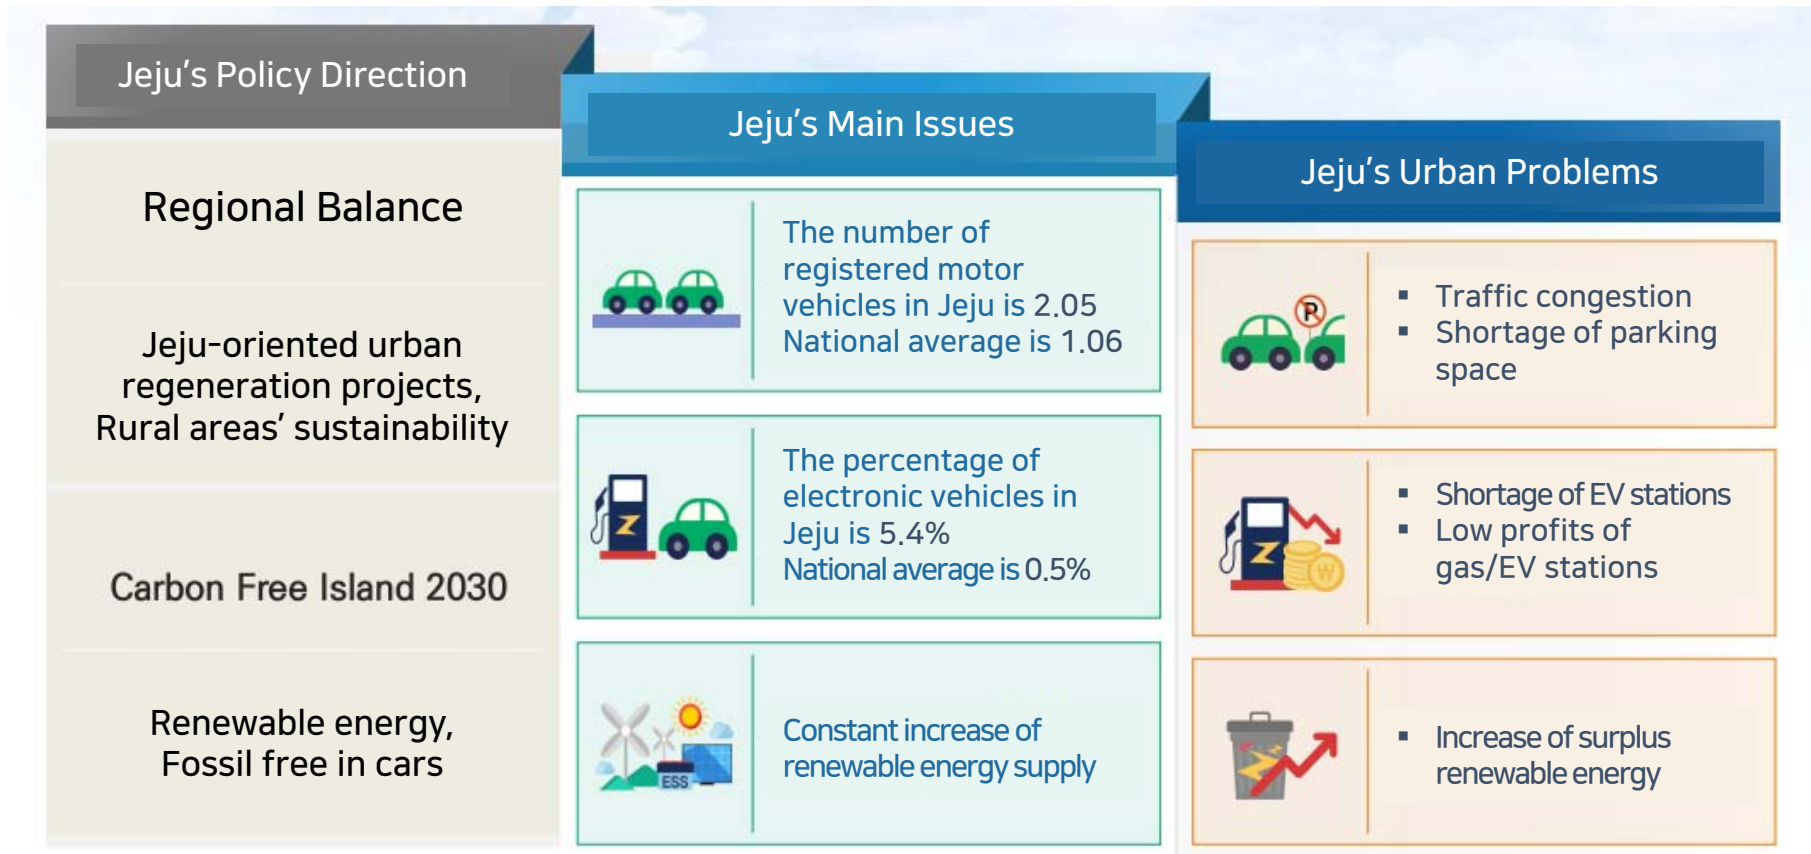 Jeju's Policy Direction
Regional Balance
Jeju-oriented urban
regeneration projects,
Rural areas' sustainability
Carbon Free Island 2030
Renewable energy,
Fossil free in cars
Jeju's Main Issues
The number of
registered motor
vehicles in Jeju is 2.05
National average is 1.06
The percentage of
electronic vehicles in
Jeju is 5.4%
National average is 0.5%
ESS
Constant increase of
renewable energy supply
Jeju's Urban Problems
P
▪ Traffic congestion
▪ Shortage of parking
space
₩
▪ Shortage of EV stations
▪ Low profits of
gas/EV stations
▪ Increase of surplus
renewable energy